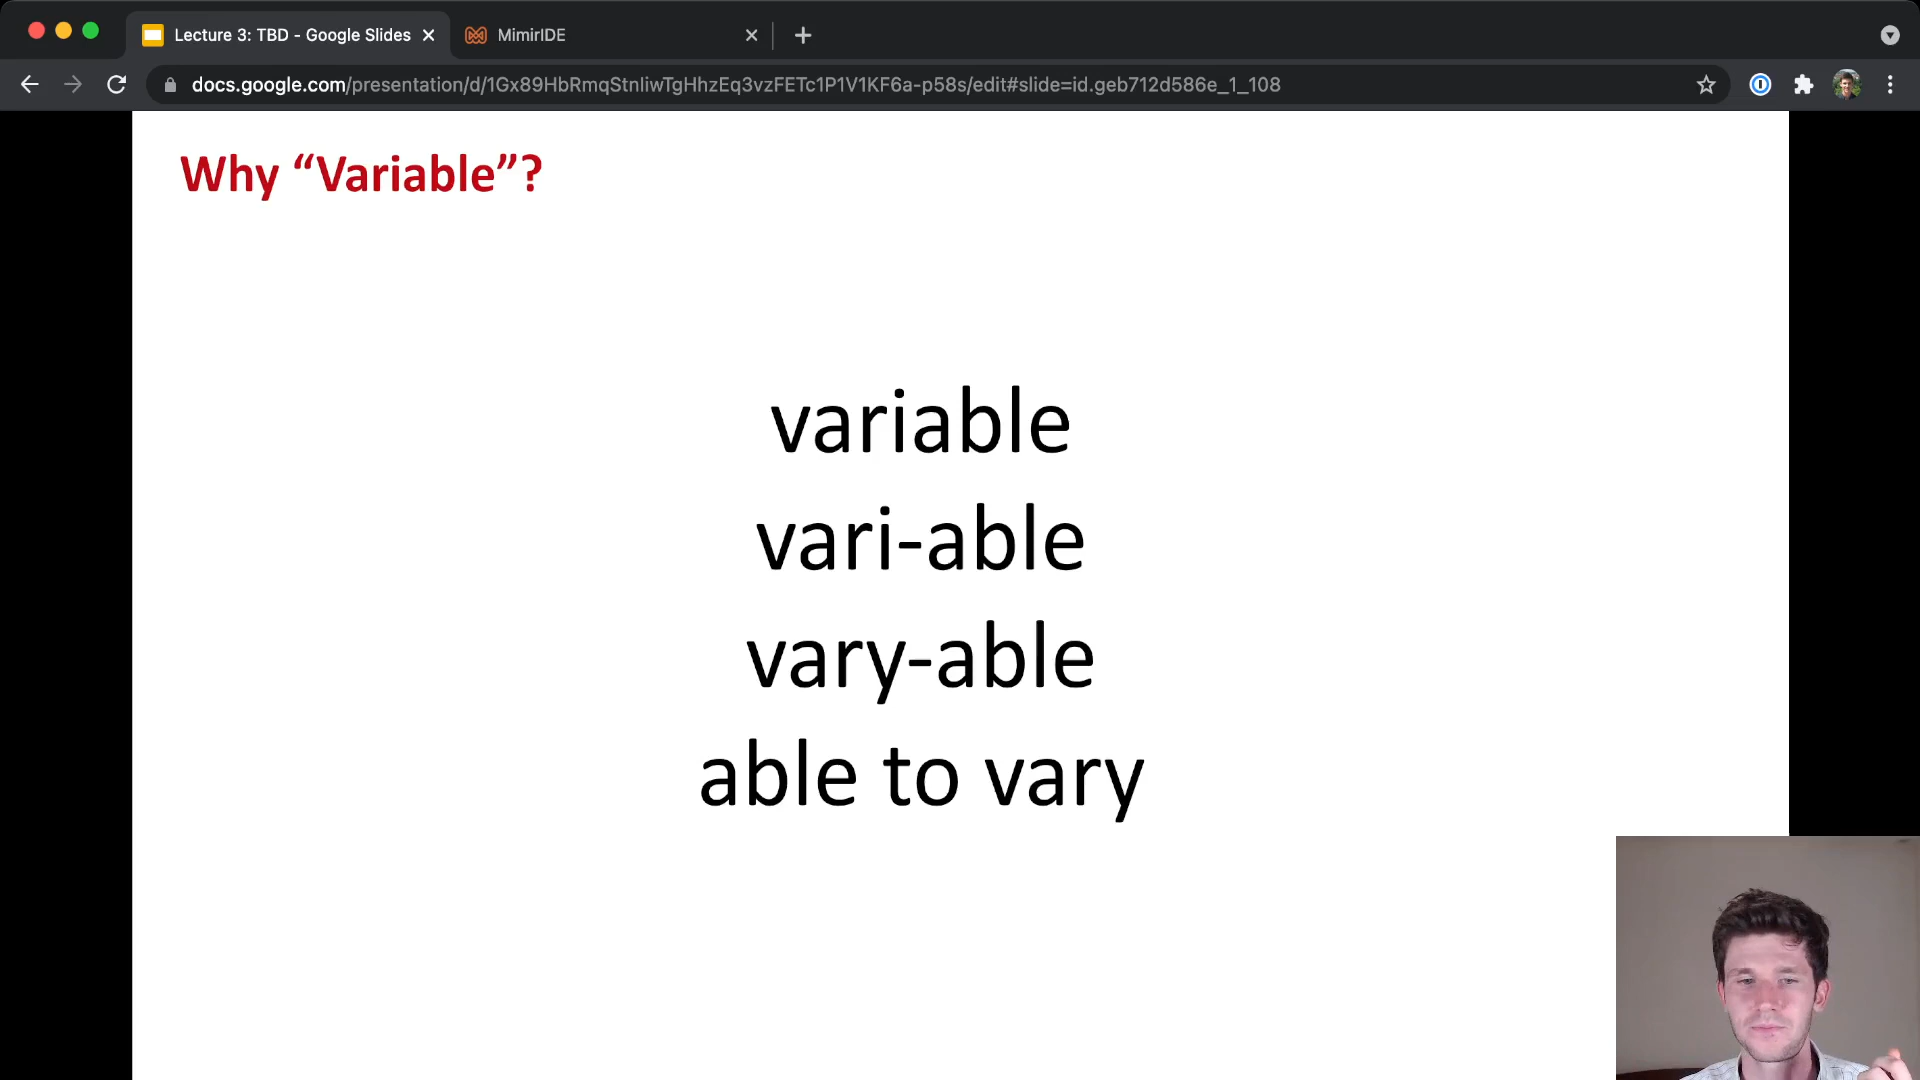 Lecture 3: TBD - Google Slides
MimirIDE
docs.google.com/presentation/d/1Gx89HbRmqStnIiwTgHhzEq3vzFETc1P1V1KF6a-p58s/edit#slide=id.geb712d586e_1_108
Why “Variable”?
variable
vari-able
vary-able
able to vary